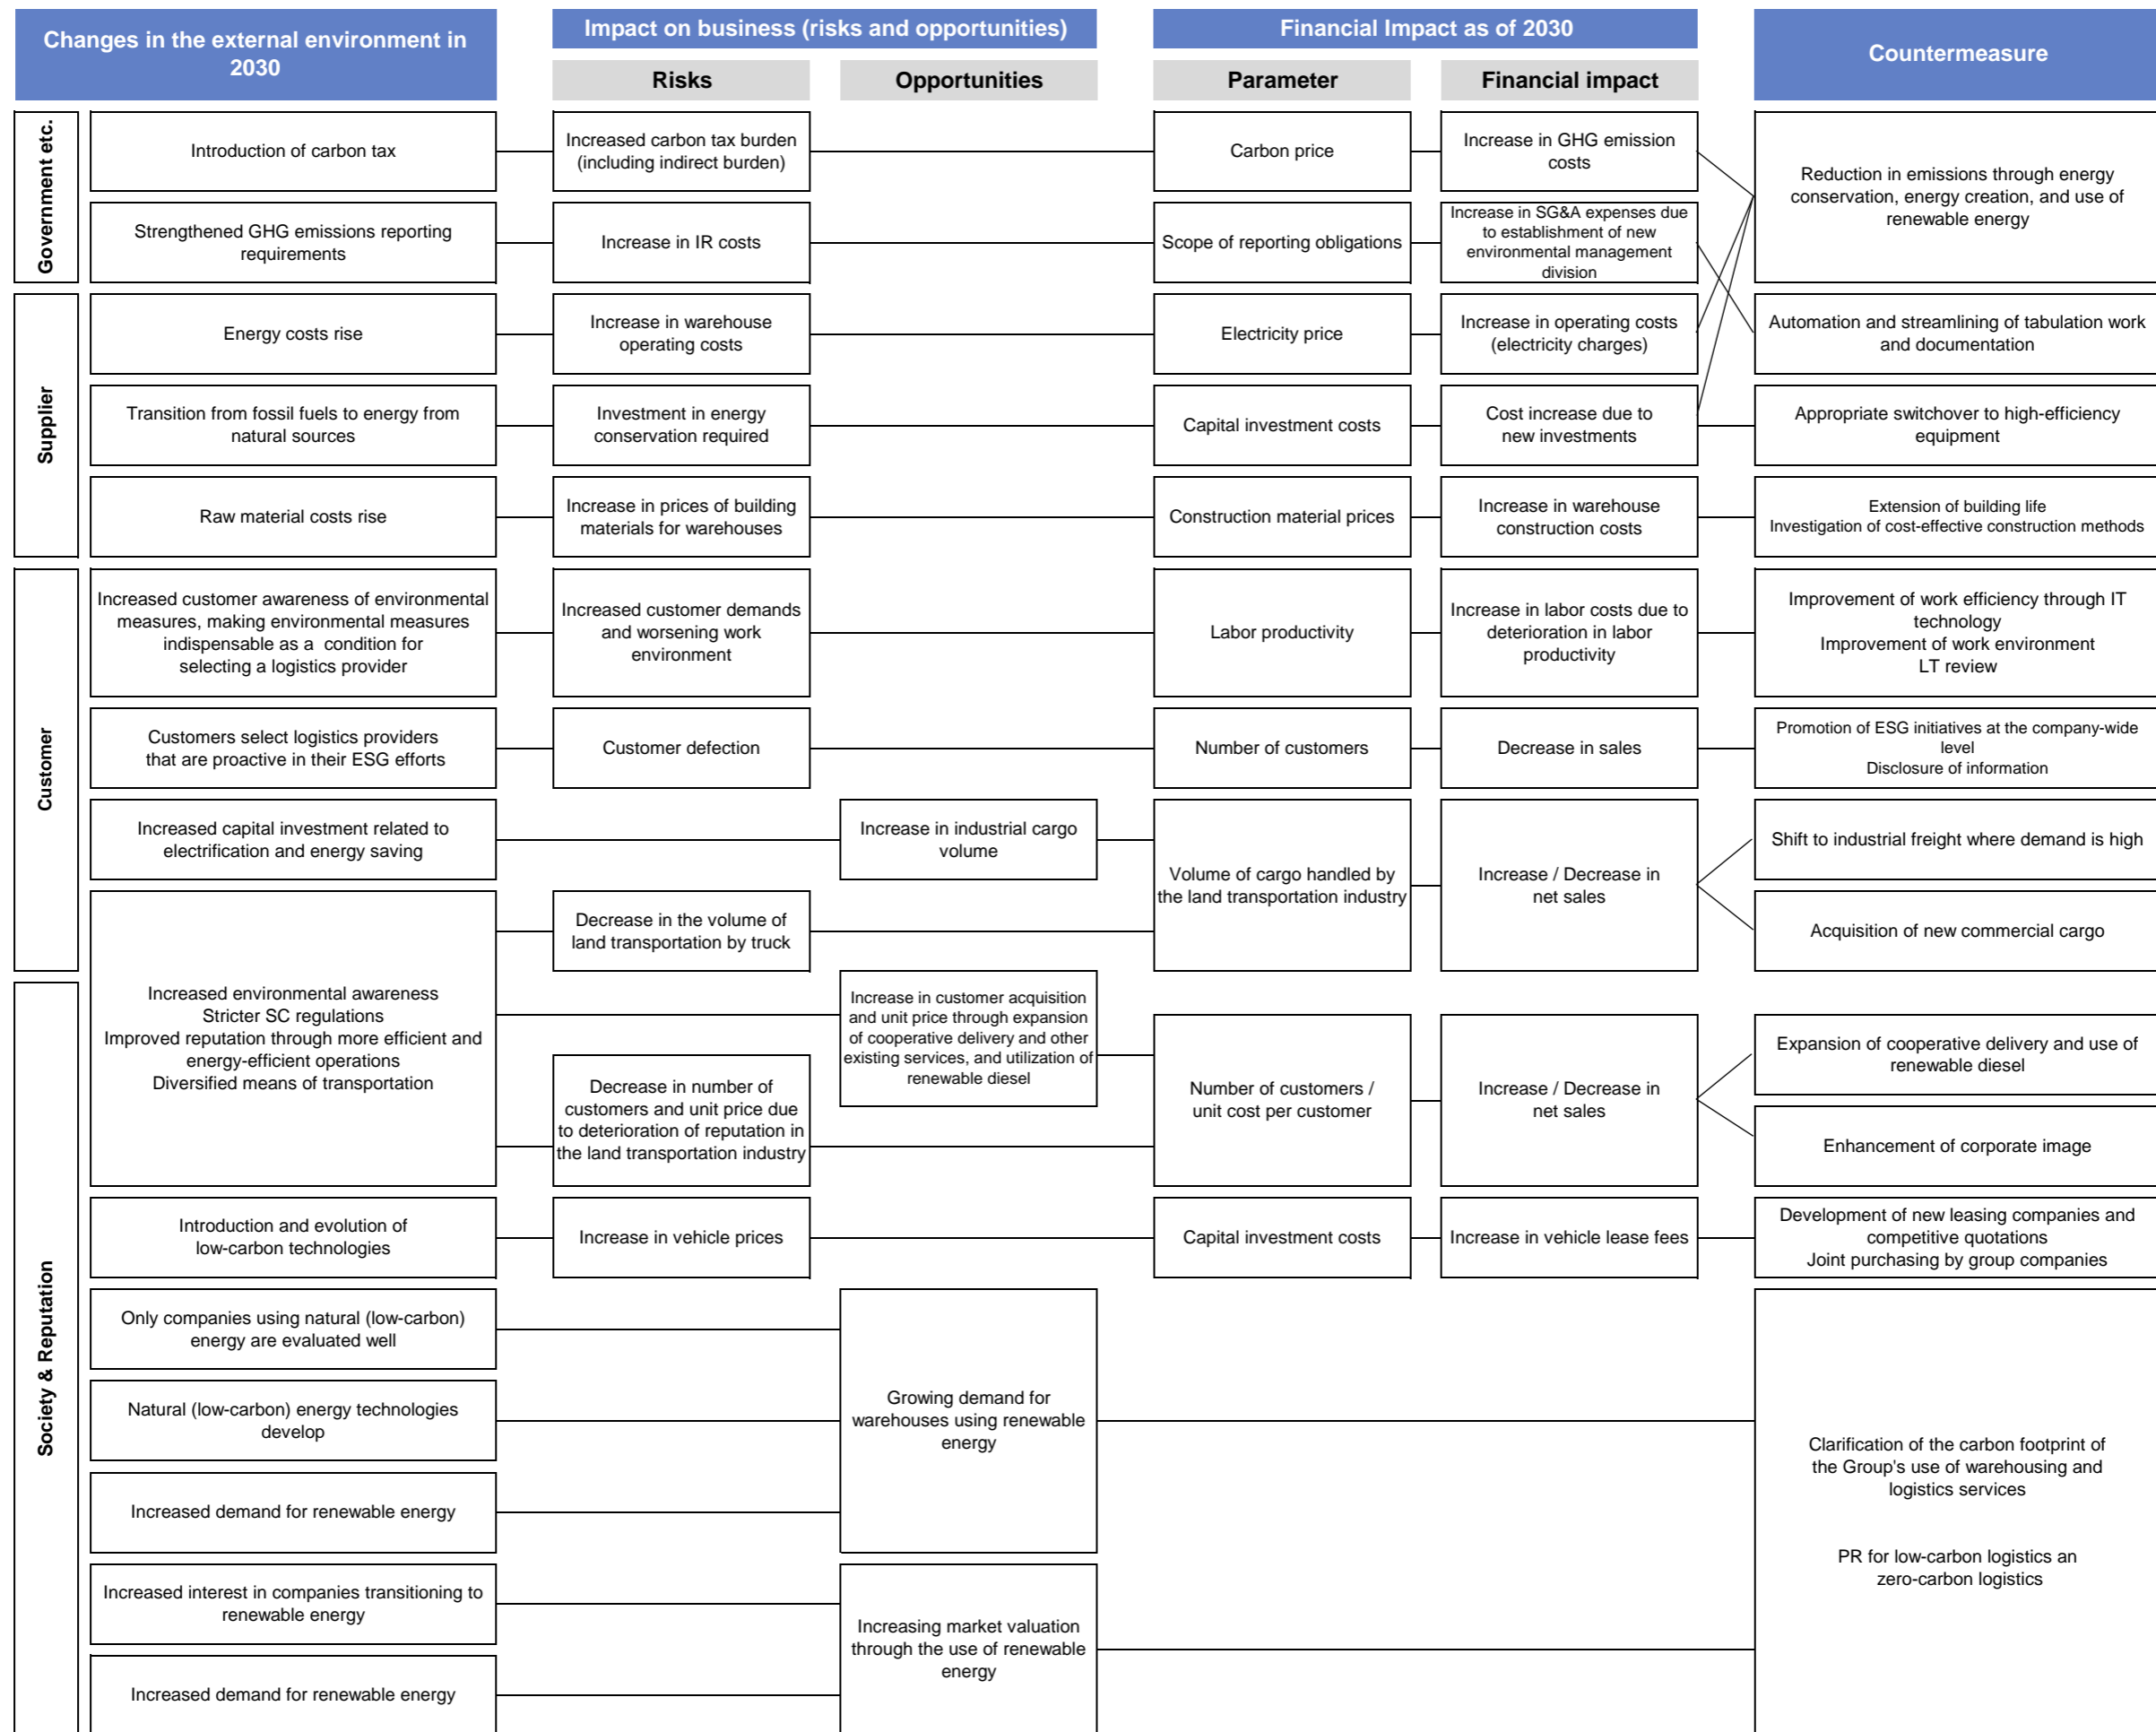 Changes in the external environment in
2030
Impact on business (risks and opportunities)
Risks
Opportunities
Financial Impact as of 2030
Parameter
Financial impact
Countermeasure
Government etc.
Introduction of carbon tax
Increased carbon tax burden
(including indirect burden)
Carbon price
Increase in GHG emission
costs
Reduction in emissions through energy
conservation, energy creation, and use of
renewable energy
Strengthened GHG emissions reporting
requirements
Increase in IR costs
Scope of reporting obligations
Increase in SG&A expenses due
to establishment of new
environmental management
division
Supplier
Energy costs rise
Increase in warehouse
operating costs
Electricity price
Increase in operating costs
(electricity charges)
Automation and streamlining of tabulation work
and documentation
Transition from fossil fuels to energy from
natural sources
Investment in energy
conservation required
Capital investment costs
Cost increase due to
new investments
Appropriate switchover to high-efficiency
equipment
Raw material costs rise
Increase in prices of building
materials for warehouses
Construction material prices
Increase in warehouse
construction costs
Extension of building life
Investigation of cost-effective construction methods
Customer
Increased customer awareness of environmental
measures, making environmental measures
indispensable as a condition for
selecting a logistics provider
Increased customer demands
and worsening work
environment
Labor productivity
Increase in labor costs due to
deterioration in labor
productivity
Improvement of work efficiency through IT
technology
Improvement of work environment
LT review
Customers select logistics providers
that are proactive in their ESG efforts
Customer defection
Number of customers
Decrease in sales
Promotion of ESG initiatives at the company-wide
level
Disclosure of information
Increased capital investment related to
electrification and energy saving
Increase in industrial cargo
volume
Volume of cargo handled by
the land transportation industry
Increase / Decrease in
net sales
Shift to industrial freight where demand is high
Acquisition of new commercial cargo
Decrease in the volume of
land transportation by truck
Society & Reputation
Increased environmental awareness
Stricter SC regulations
Improved reputation through more efficient and
energy-efficient operations
Diversified means of transportation
Increase in customer acquisition
and unit price through expansion
of cooperative delivery and other
existing services, and utilization of
renewable diesel
Decrease in number of
customers and unit price due
to deterioration of reputation in
the land transportation industry
Number of customers /
unit cost per customer
Increase / Decrease in
net sales
Expansion of cooperative delivery and use of
renewable diesel
Enhancement of corporate image
Introduction and evolution of
low-carbon technologies
Increase in vehicle prices
Capital investment costs
Increase in vehicle lease fees
Development of new leasing companies and
competitive quotations
Joint purchasing by group companies
Only companies using natural (low-carbon)
energy are evaluated well
Natural (low-carbon) energy technologies
develop
Increased demand for renewable energy
Growing demand for
warehouses using renewable
energy
Clarification of the carbon footprint of
the Group's use of warehousing and
logistics services
PR for low-carbon logistics an
zero-carbon logistics
Increased interest in companies transitioning to
renewable energy
Increasing market valuation
through the use of renewable
energy
Increased demand for renewable energy